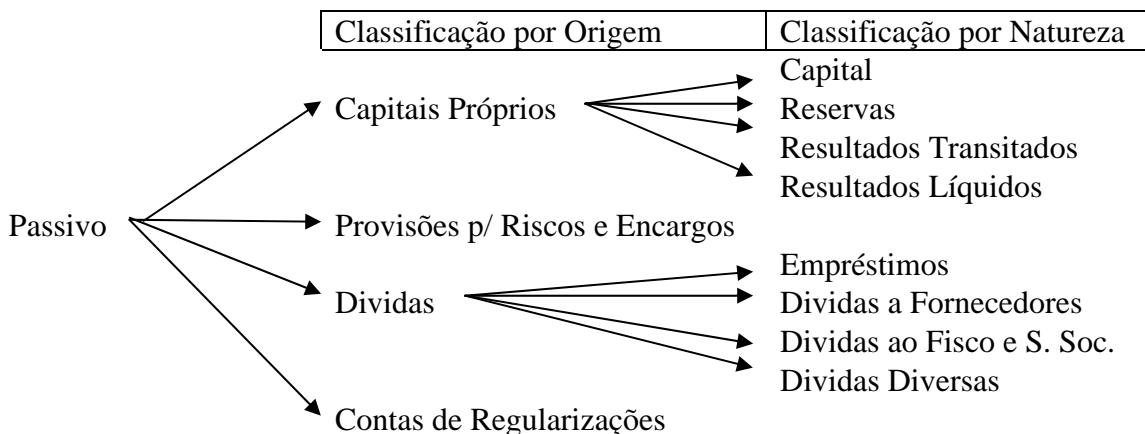 Classificação por Origem Classificação por Natureza
Capital
Capitais Próprios Reservas
Resultados Transitados
Resultados Líquidos
Passivo Provisões p/ Riscos e Encargos
Empréstimos
Dividas Dividas a Fornecedores
Dividas ao Fisco e S. Soc.
Dividas Diversas
Contas de Regularizações